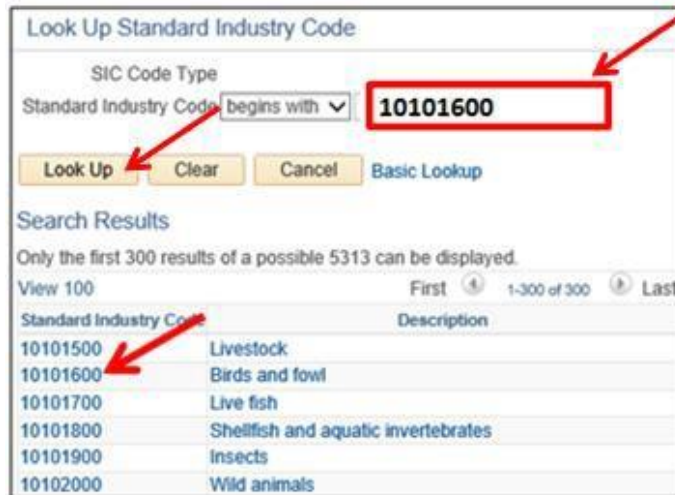 Look Up Standard Industry Code
SIC Code Type
Standard Industry Code begins with 10101600
Look Up Clear Cancel Basic Lookup
Search Results
Only the first 300 results of a possible 5313 can be displayed.
View 100 First 1-300 of 300 Last
Standard Industry Code Description
10101500 Livestock
10101600 Birds and fowl
10101700 Live fish
10101800 Shellfish and aquatic invertebrates
10101900 Insects
10102000 Wild animals